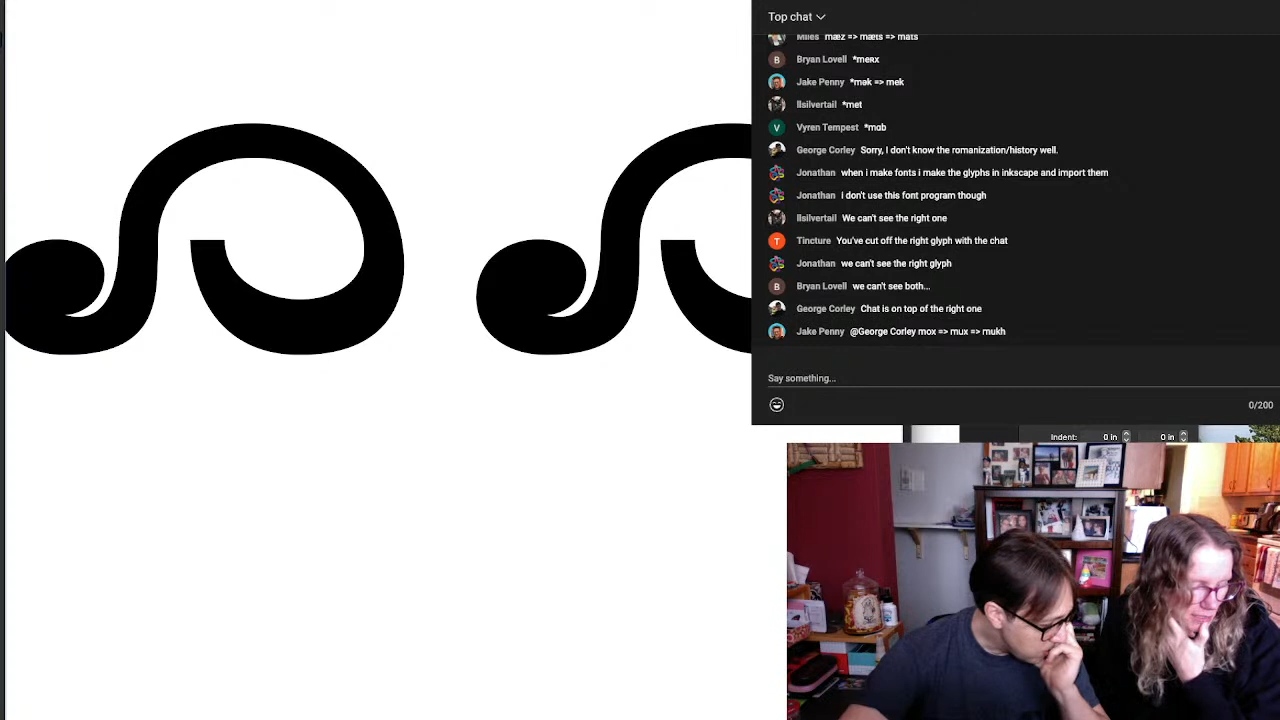 Top chat
Miles mæz => mæts => mats
B Bryan Lovell *meʀx
Jake Penny *mək => mek
llsilvertail *met
V Vyren Tempest *mɑb
George Corley Sorry, I don't know the romanization/history well.
Jonathan when i make fonts i make the glyphs in inkscape and import them
Jonathan i don't use this font program though
llsilvertail We can't see the right one
T Tincture You've cut off the right glyph with the chat
Jonathan we can't see the right glyph
B Bryan Lovell we can't see both...
George Corley Chat is on top of the right one
Jake Penny @George Corley mox => mux => mukh
Say something...
0/200
Indent: 0 in 0 in